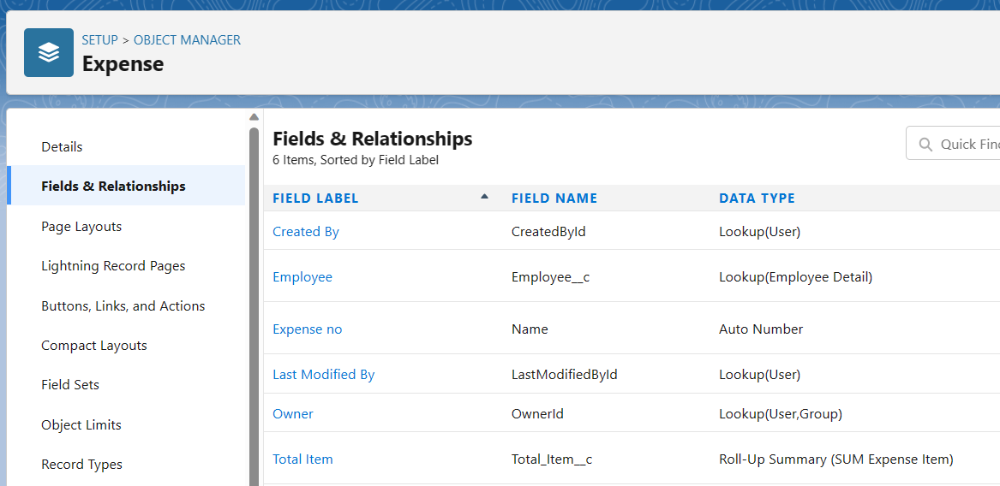 SETUP > OBJECT MANAGER
Expense
Details
Fields & Relationships
Page Layouts
Lightning Record Pages
Buttons, Links, and Actions
Compact Layouts
Field Sets
Object Limits
Record Types
Fields & Relationships
6 Items, Sorted by Field Label
Quick Find
FIELD LABEL FIELD NAME DATA TYPE
Created By CreatedById Lookup(User)
Employee Employee__c Lookup(Employee Detail)
Expense no Name Auto Number
Last Modified By LastModifiedById Lookup(User)
Owner OwnerId Lookup(User,Group)
Total Item Total_Item__c Roll-Up Summary (SUM Expense Item)